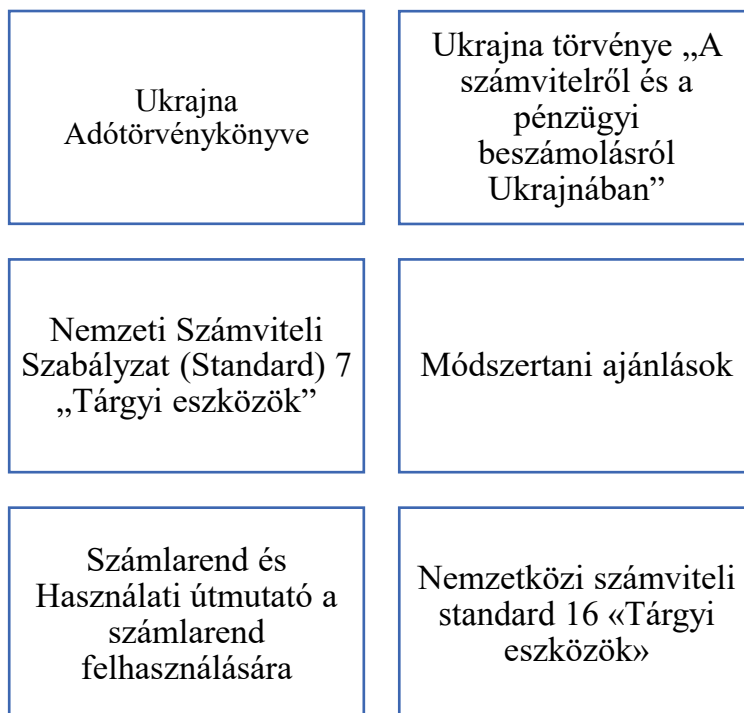 Ukrajna
Adótörvénykönyve
Ukrajna törvénye „A
számvitelről és a
pénzügyi
beszámolásról
Ukrajnában”
Nemzeti Számviteli
Szabályzat (Standard) 7
„Tárgyi eszközök”
Módszertani ajánlások
Számlarend és
Használati útmutató a
számlarend
felhasználására
Nemzetközi számviteli
standard 16 «Tárgyi
eszközök»